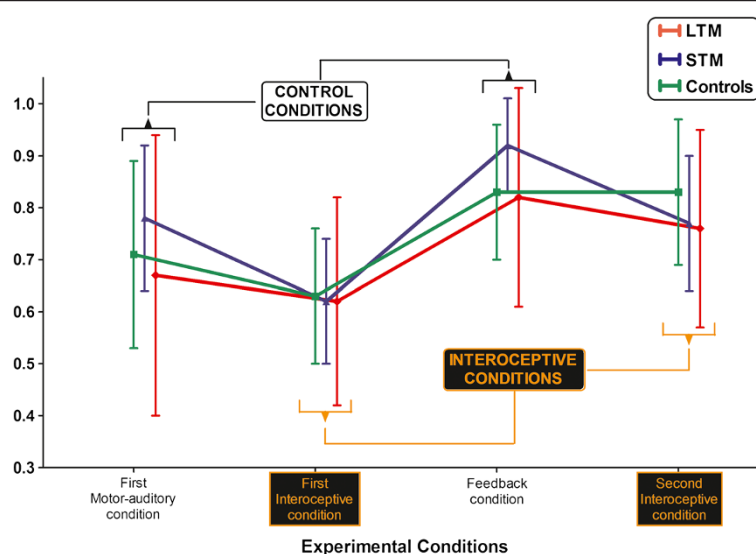 LTM
STM
Controls
CONTROL
CONDITIONS
1.0
0.9
0.8
0.7
0.6
0.5
0.4
0.3
INTEROCEPTIVE
CONDITIONS
First
Motor-auditory
condition
First
Interoceptive
condition
Feedback
condition
Second
Interoceptive
condition
Experimental Conditions